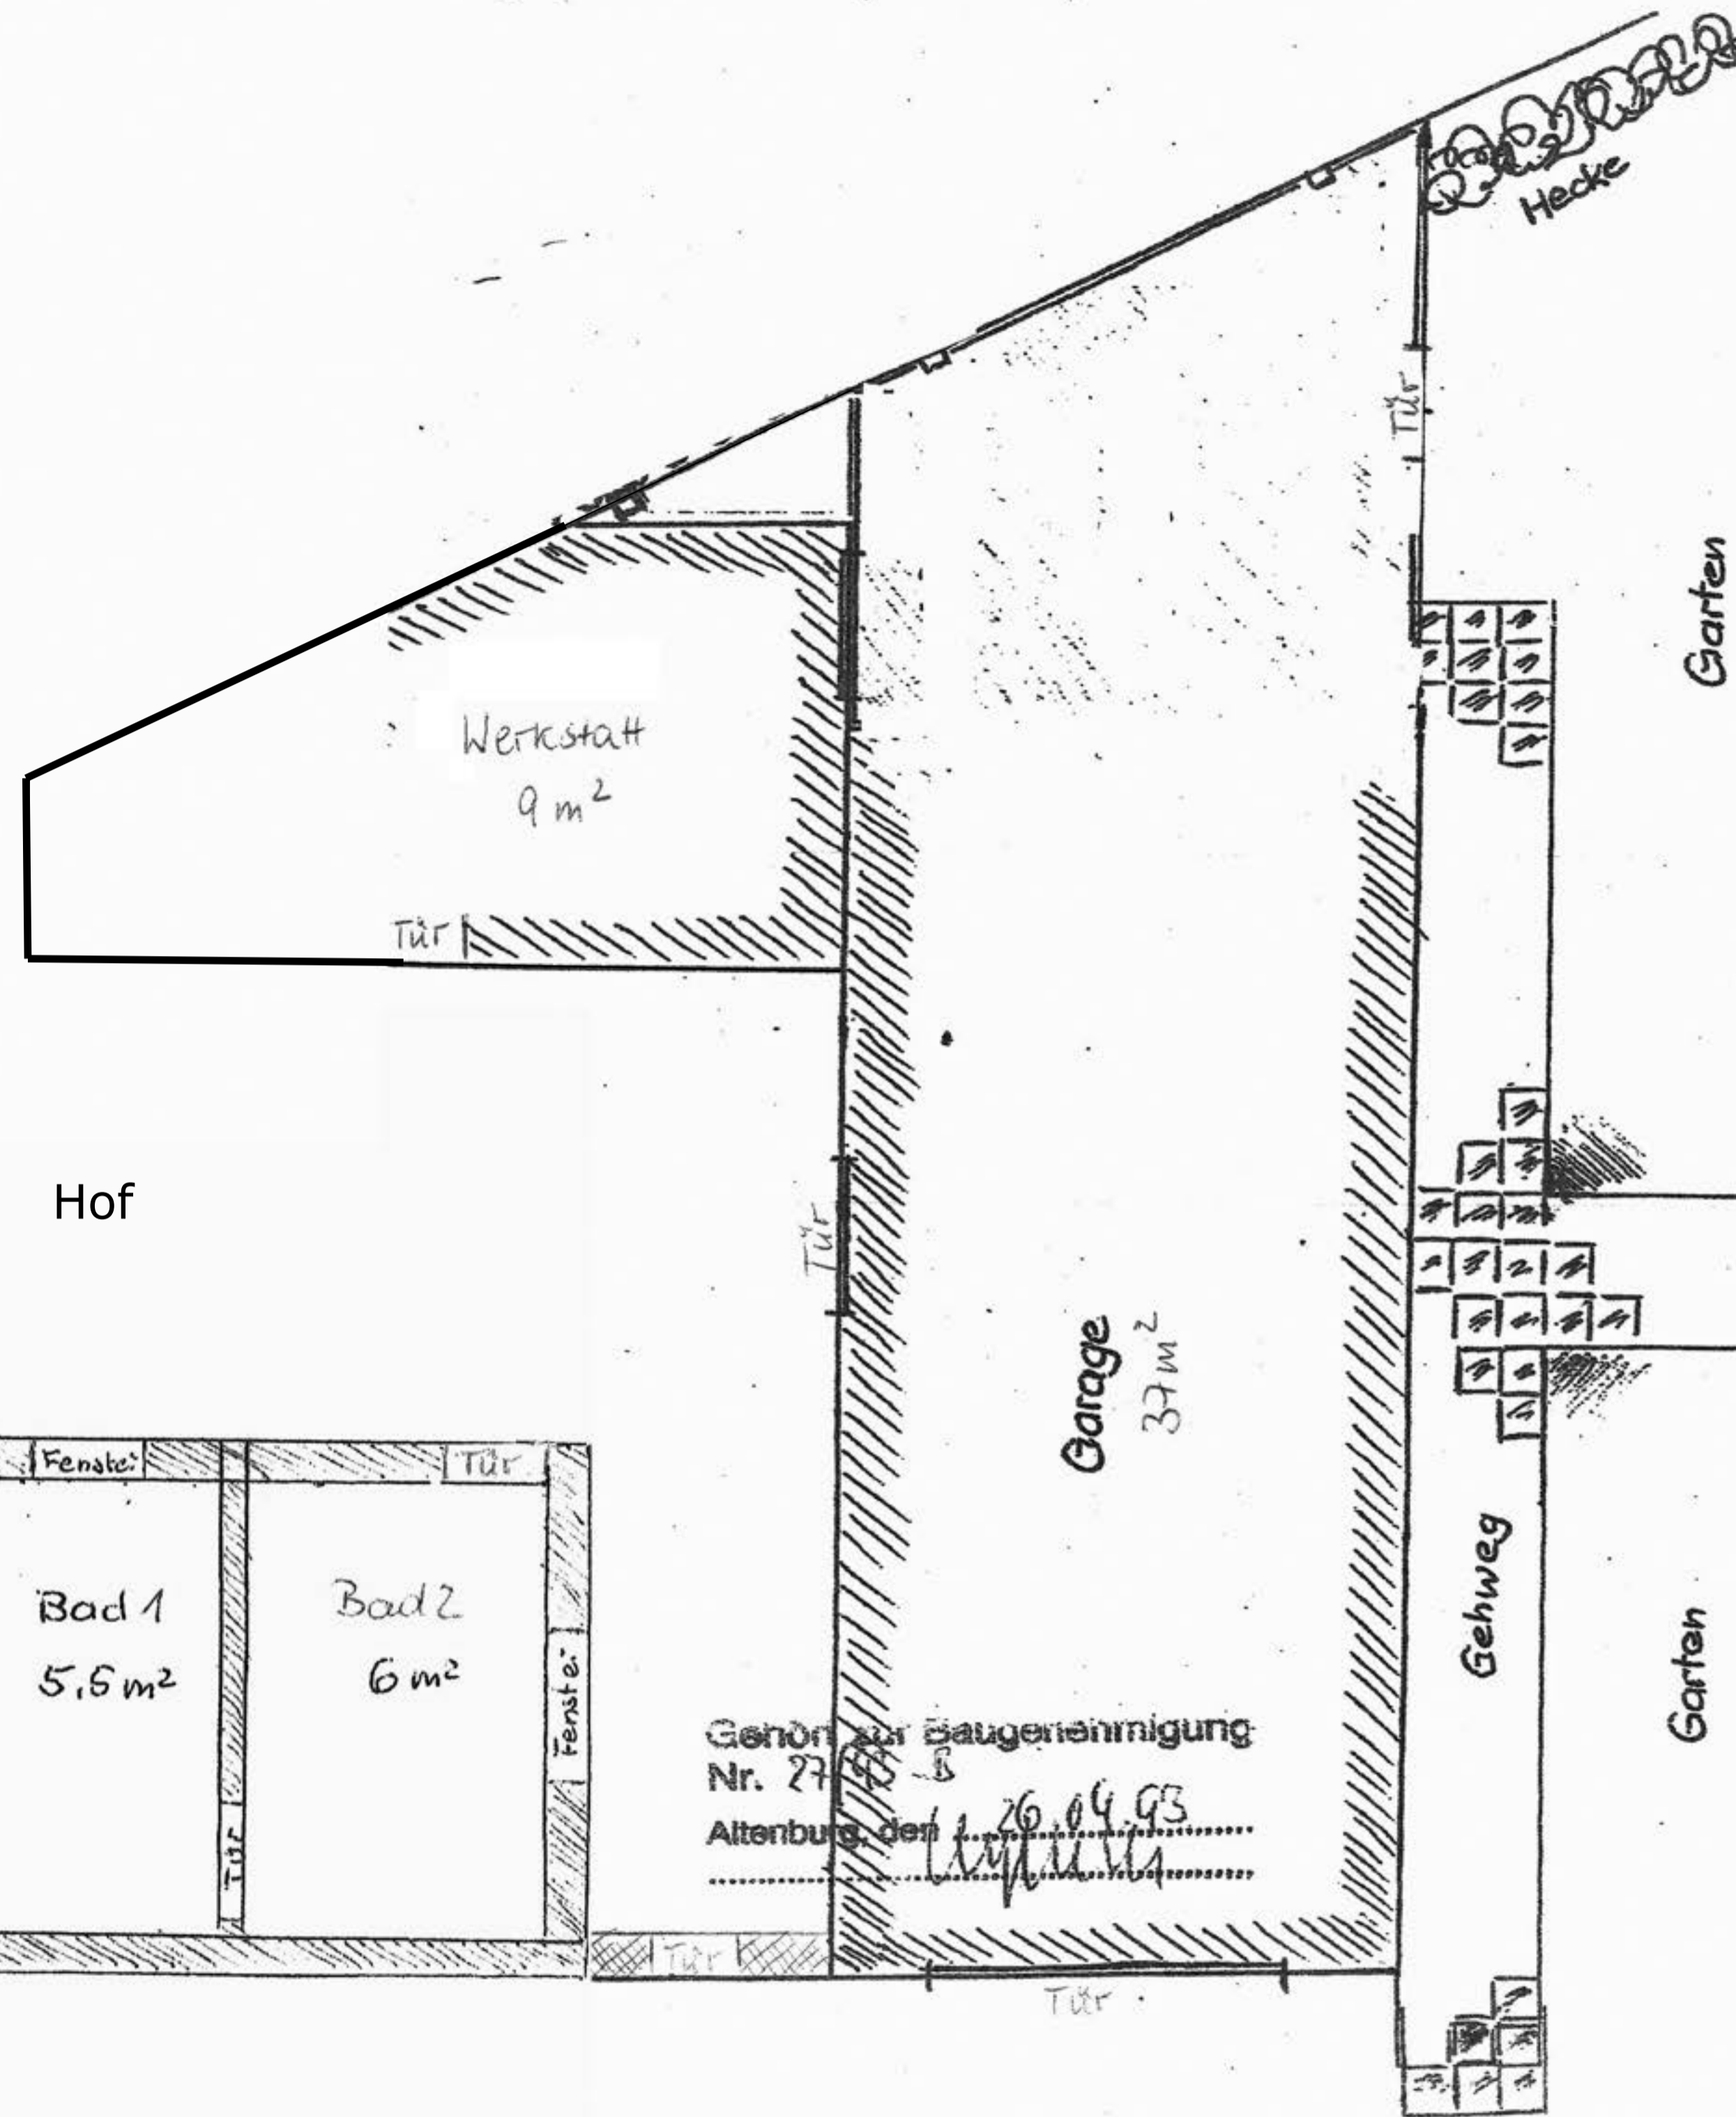 Hecke
Tür
Garten
Werkstatt
9 m²
Tür
Hof
Tür
Garage
37 m²
Fenster
Tür
Bad 1
5,5 m²
Bad 2
6 m²
Fenster
Tür
Gehweg
Garten
Gehört zur Baugenehmigung
Nr. 27/93
Altenburg, den 26.04.93
Tür
Tür